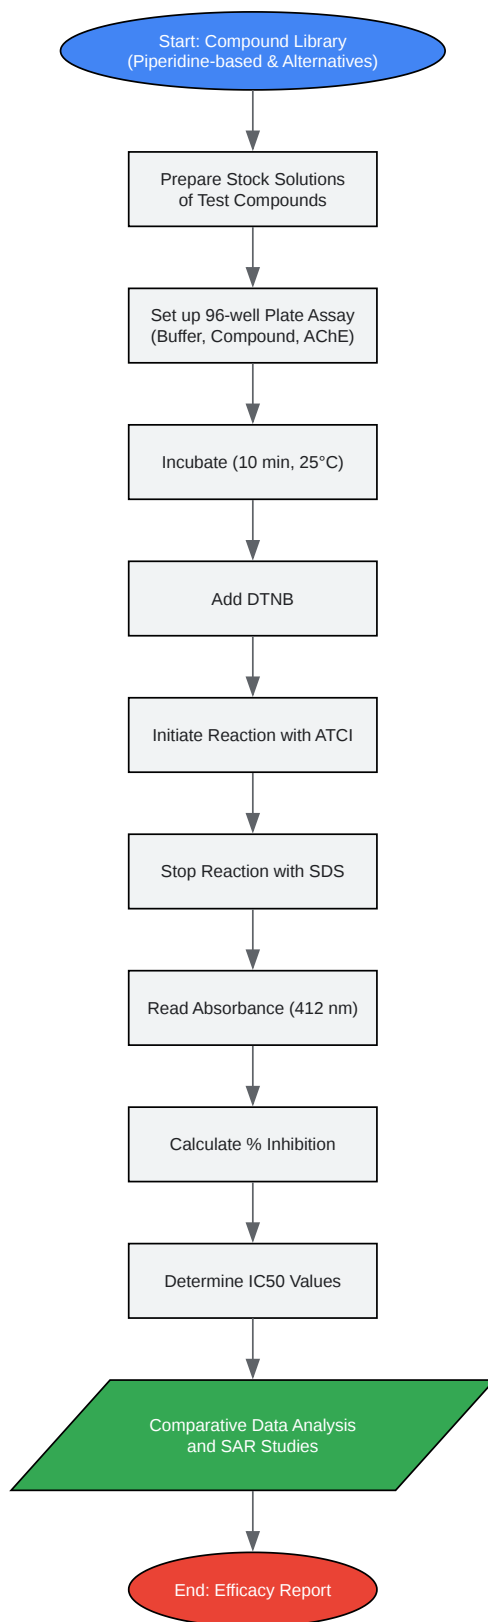 Start: Compound Library
(Piperidine-based & Alternatives)
Prepare Stock Solutions
of Test Compounds
Set up 96-well Plate Assay
(Buffer, Compound, AChE)
Incubate (10 min, 25°C)
Add DTNB
Initiate Reaction with ATCI
Stop Reaction with SDS
Read Absorbance (412 nm)
Calculate % Inhibition
Determine IC50 Values
Comparative Data Analysis
and SAR Studies
End: Efficacy Report